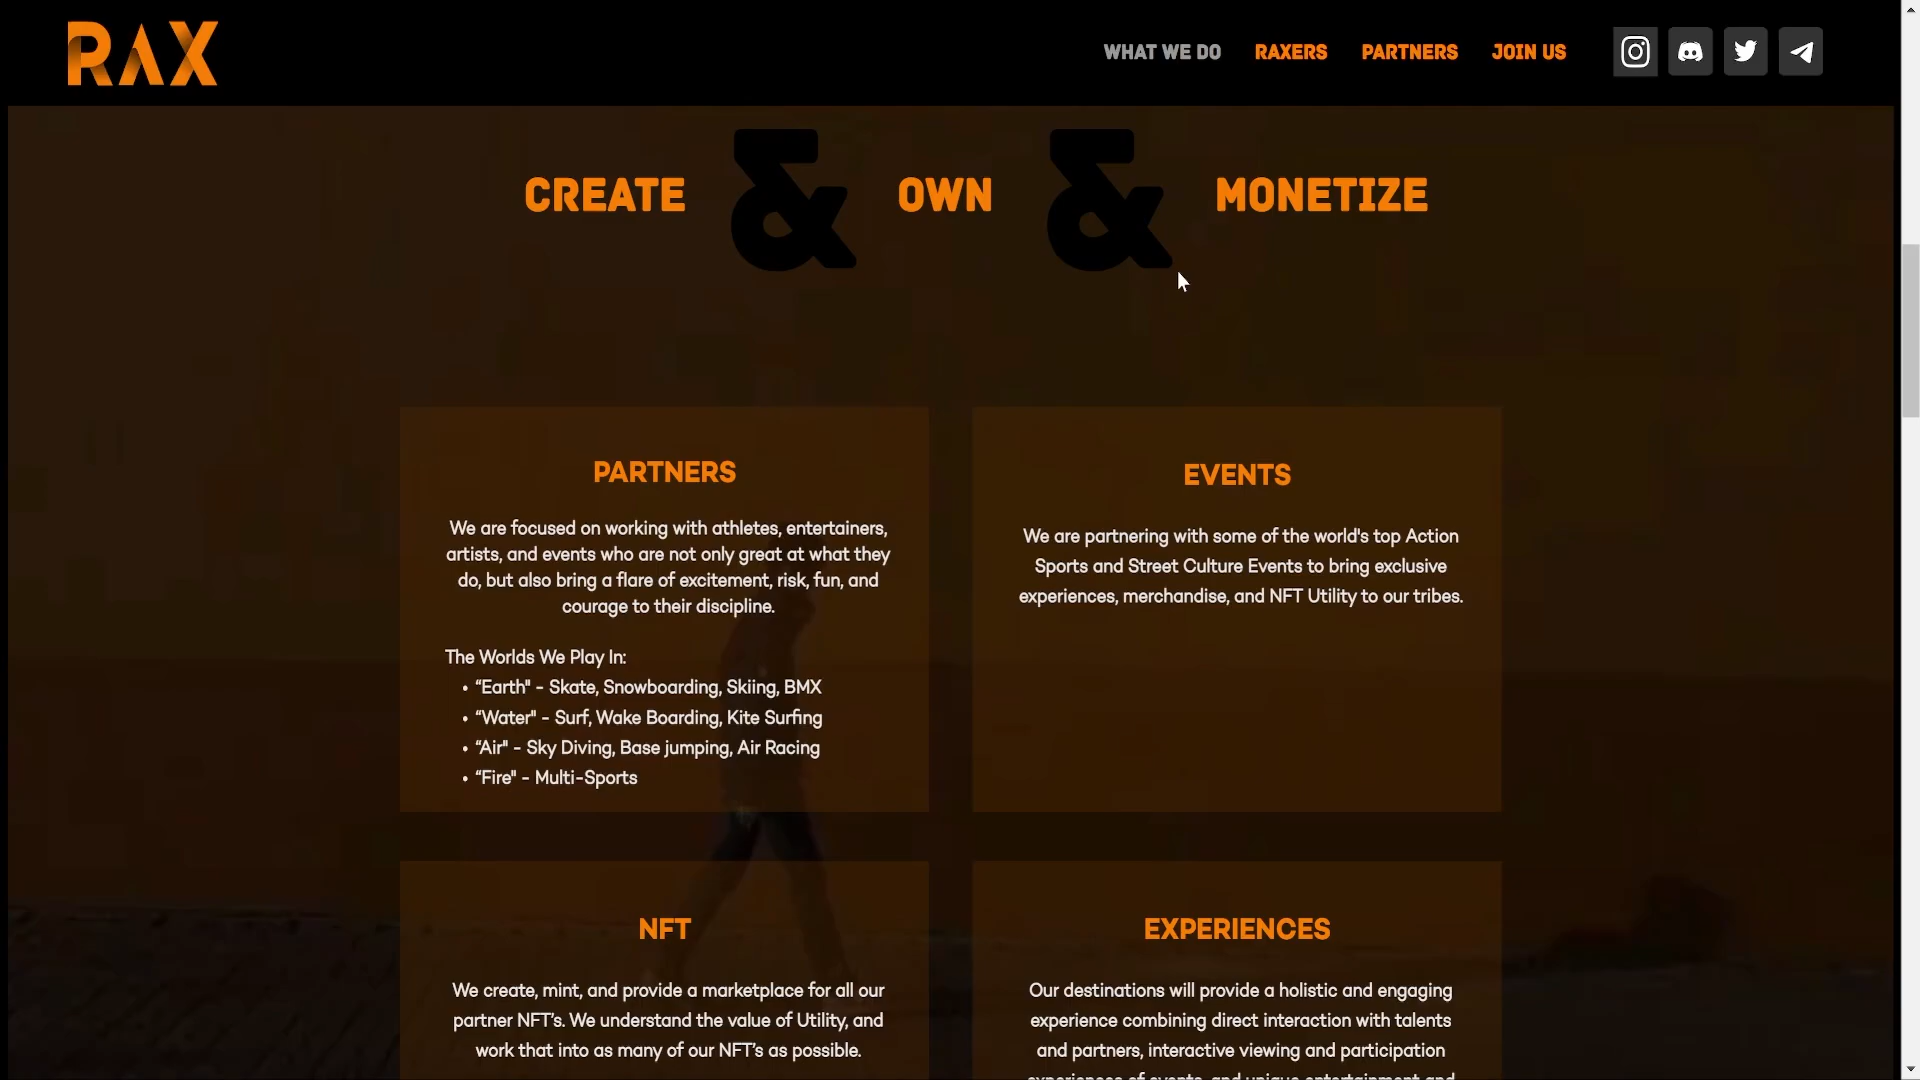 RAX
WHAT WE DO RAXERS PARTNERS JOIN US
CREATE & OWN & MONETIZE
PARTNERS
We are focused on working with athletes, entertainers,
artists, and events who are not only great at what they
do, but also bring a flare of excitement, risk, fun, and
courage to their discipline.
The Worlds We Play In:
• “Earth" - Skate, Snowboarding, Skiing, BMX
• “Water" - Surf, Wake Boarding, Kite Surfing
• “Air" - Sky Diving, Base jumping, Air Racing
• “Fire" - Multi-Sports
EVENTS
We are partnering with some of the world's top Action
Sports and Street Culture Events to bring exclusive
experiences, merchandise, and NFT Utility to our tribes.
NFT
We create, mint, and provide a marketplace for all our
partner NFT’s. We understand the value of Utility, and
work that into as many of our NFT’s as possible.
EXPERIENCES
Our destinations will provide a holistic and engaging
experience combining direct interaction with talents
and partners, interactive viewing and participation
experiences of events, and unique entertainment and